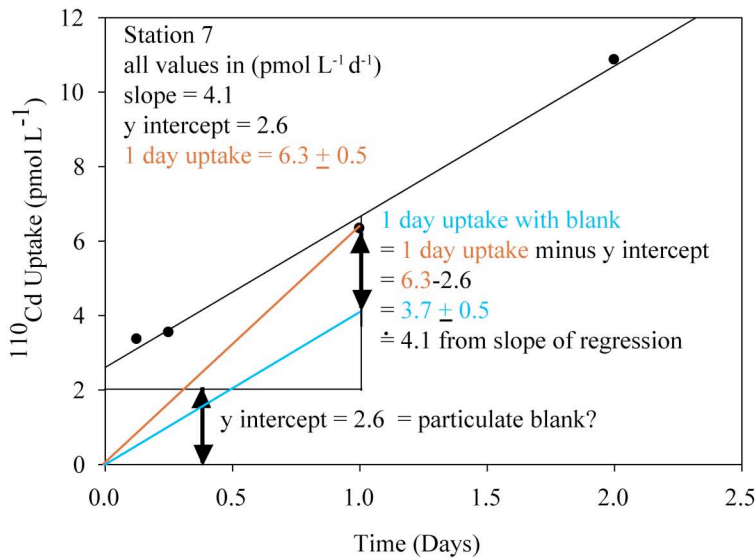 12
10
8
6
4
2
0
110Cd Uptake (pmol L-1)
Station 7
all values in (pmol L-1 d-1)
slope = 4.1
y intercept = 2.6
1 day uptake = 6.3 ± 0.5
1 day uptake with blank
= 1 day uptake minus y intercept
= 6.3-2.6
= 3.7 ± 0.5
≐ 4.1 from slope of regression
y intercept = 2.6 = particulate blank?
0.0 0.5 1.0 1.5 2.0 2.5
Time (Days)